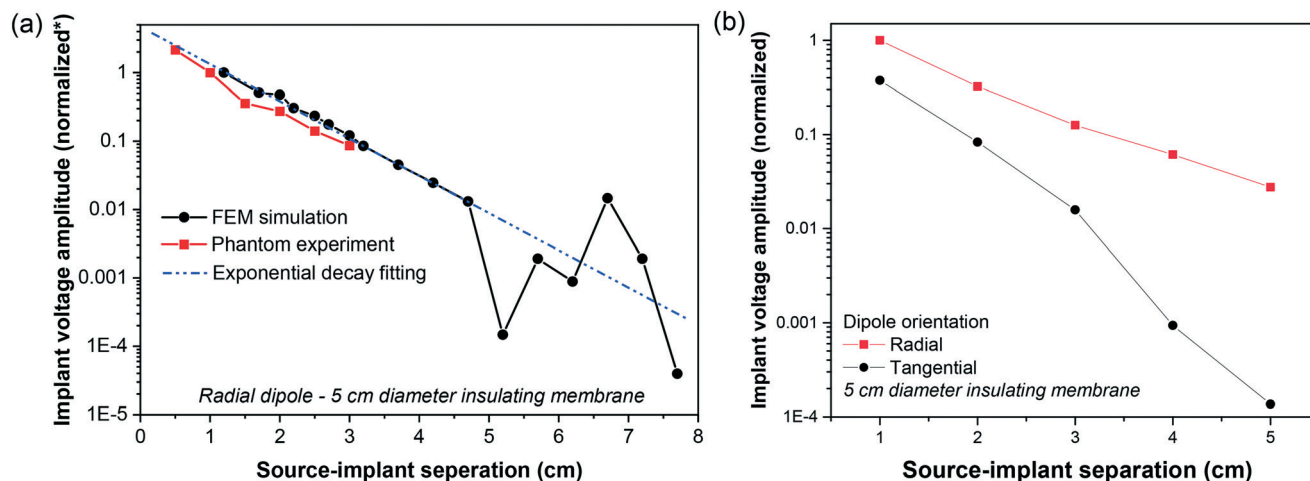 (a)
Implant voltage amplitude (normalized*)
1
0.1
0.01
0.001
1E-4
1E-5
FEM simulation
Phantom experiment
Exponential decay fitting
Radial dipole - 5 cm diameter insulating membrane
0 1 2 3 4 5 6 7 8
Source-implant seperation (cm)
(b)
Implant voltage amplitude (normalized)
1
0.1
0.01
0.001
1E-4
Dipole orientation
Radial
Tangential
5 cm diameter insulating membrane
1 2 3 4 5
Source-implant separation (cm)